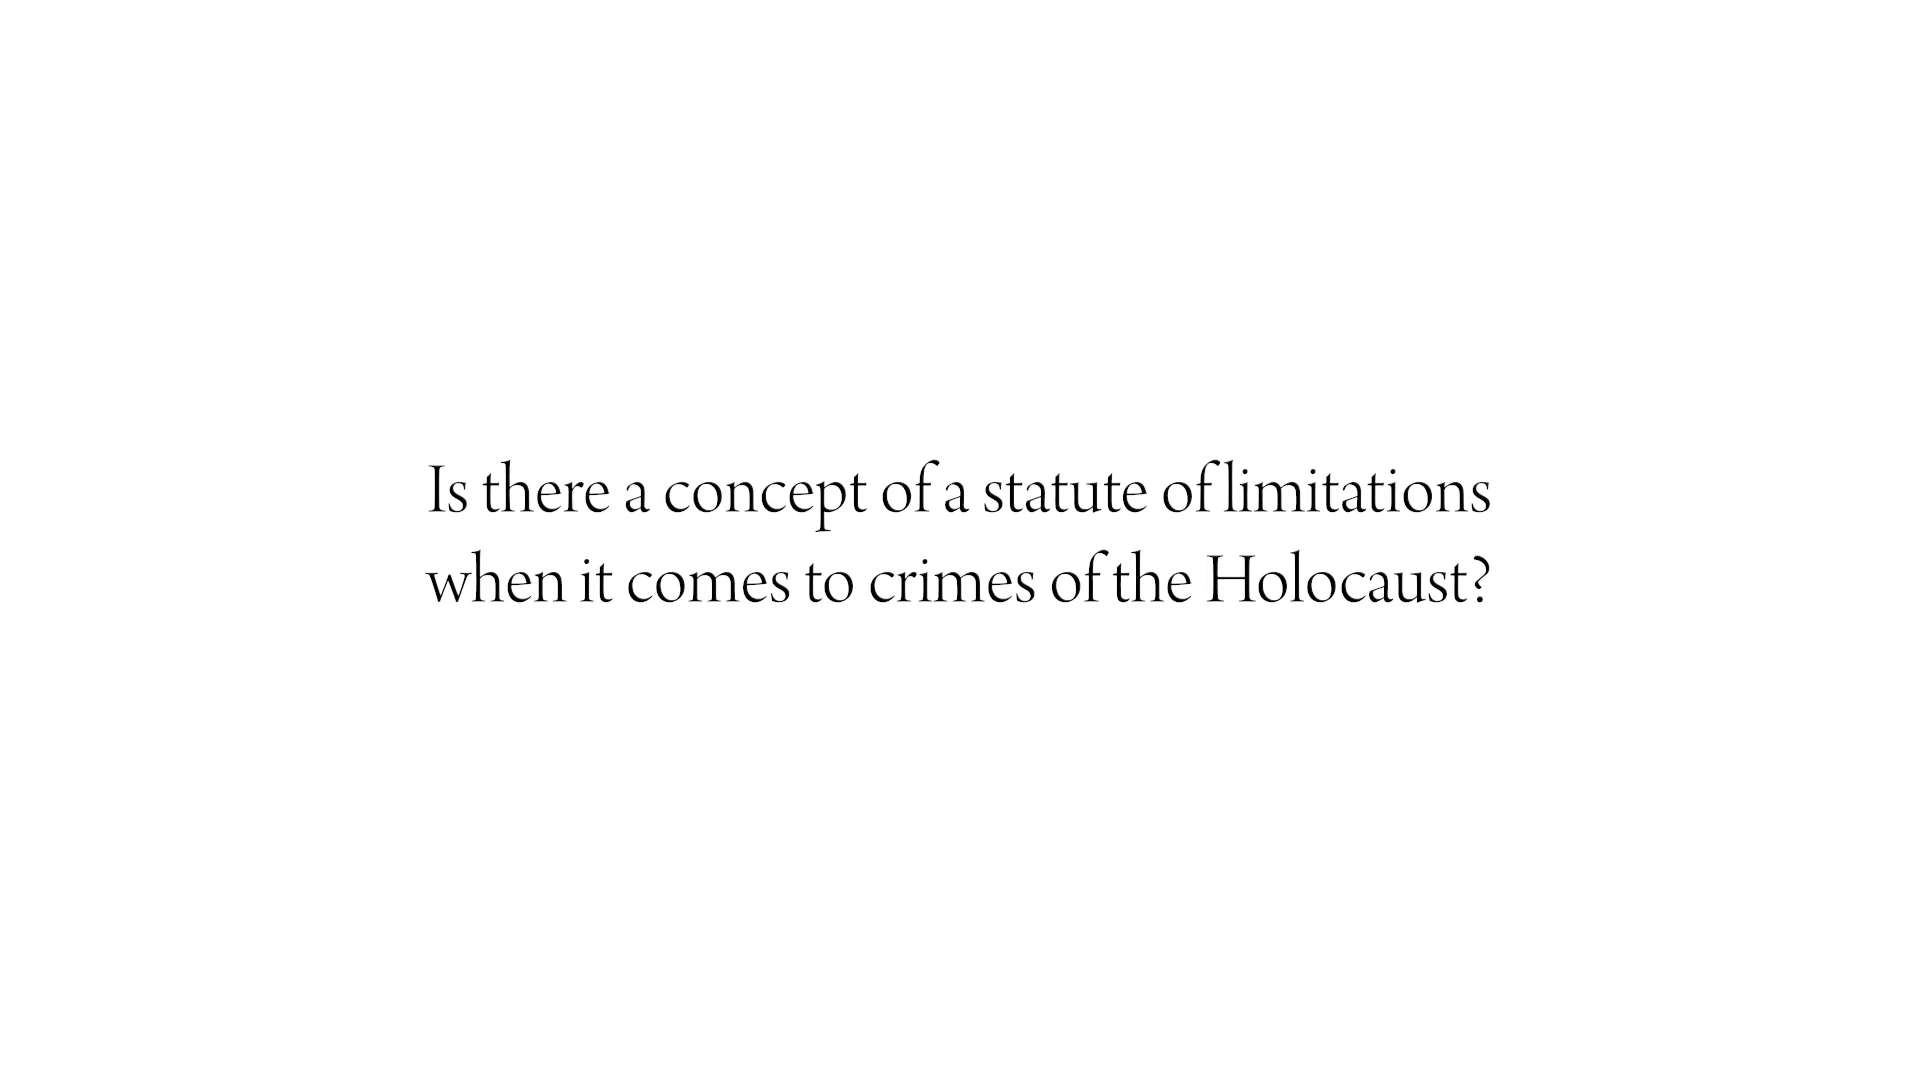 Is there a concept of a statute of limitations
when it comes to crimes of the Holocaust?